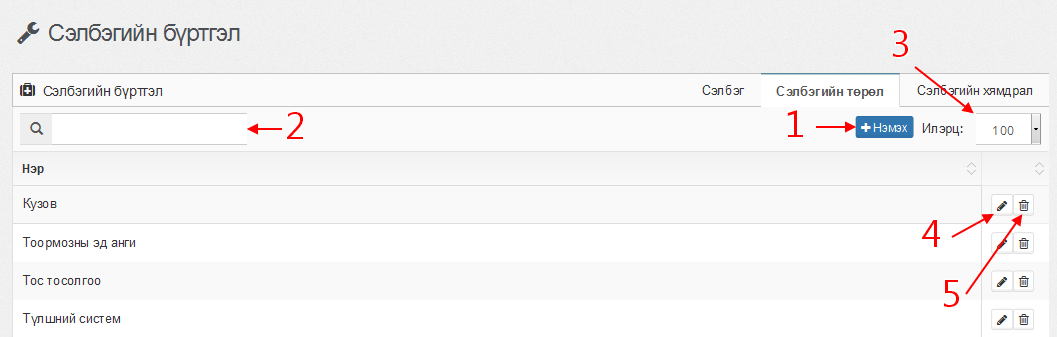 Сэлбэгийн бүртгэл
3
Сэлбэгийн бүртгэл Сэлбэг Сэлбэгийн төрөл Сэлбэгийн хямдрал
2 1 Нэмэх Илэрц: 100
Нэр
Кузов
4
Тоормозны эд анги
Тос тосолгоо
5
Түлшний систем